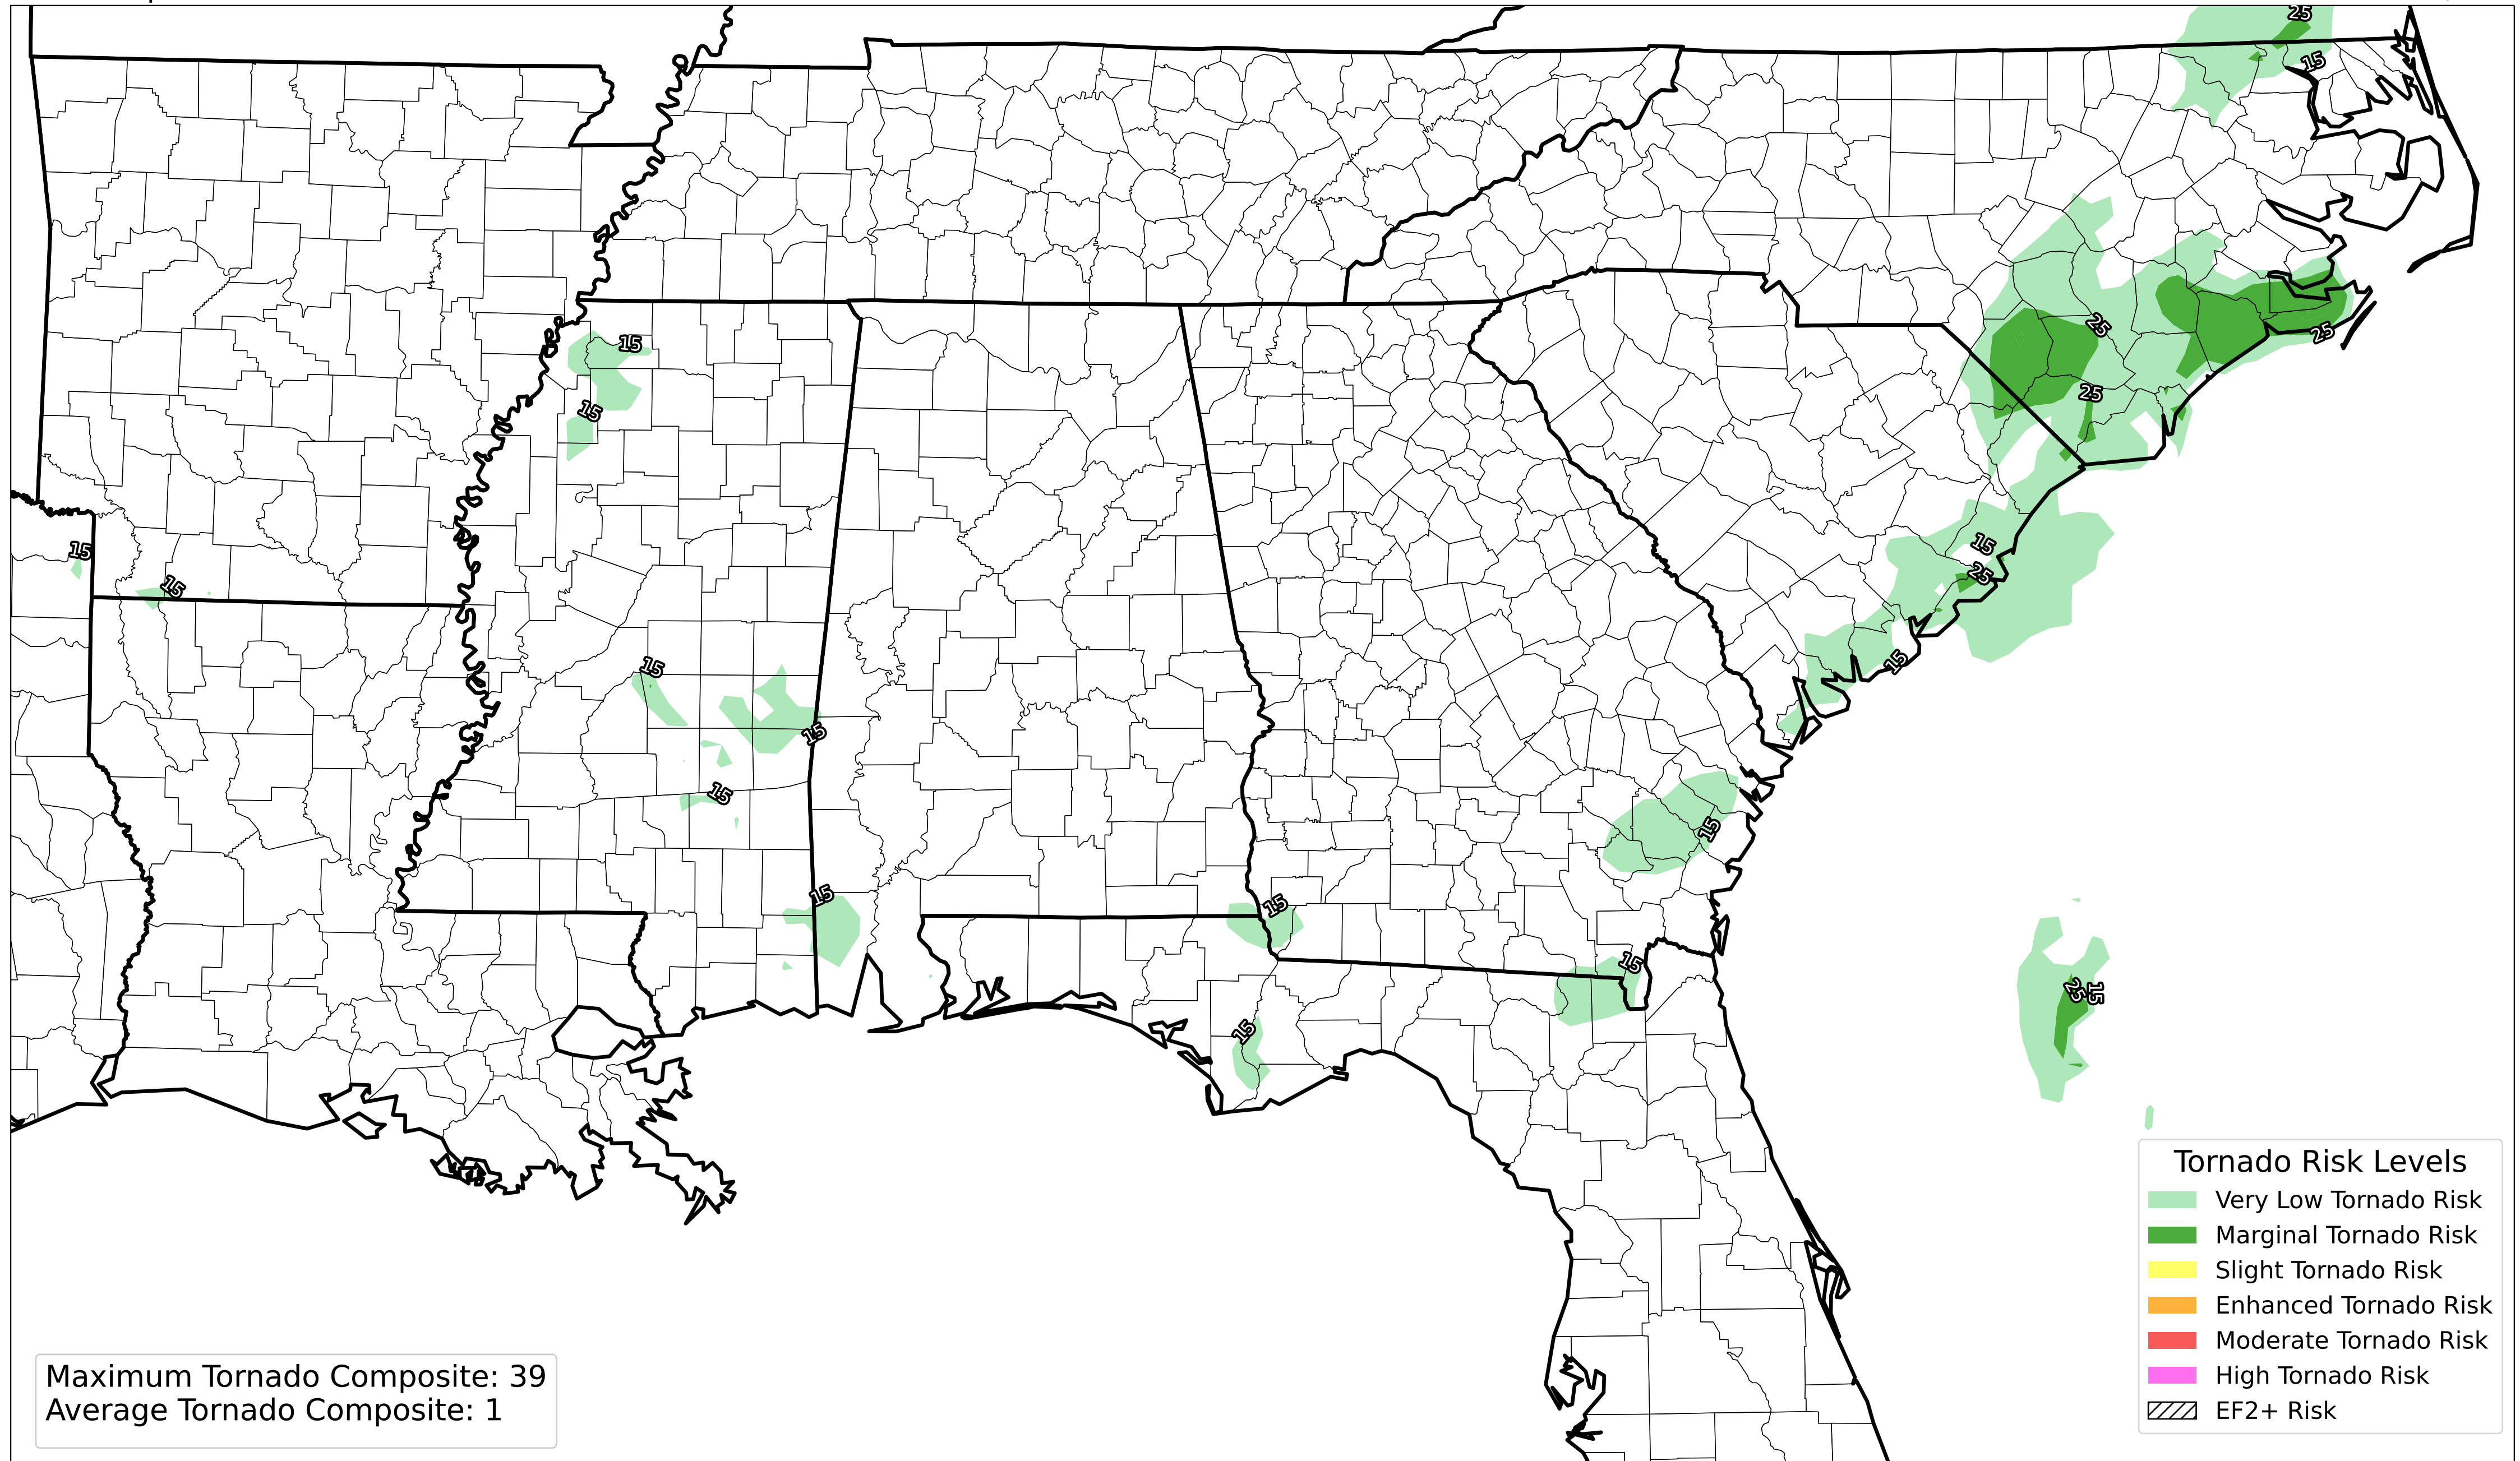 25
15
25
25
25
15
15
15
15
15
25
15
15
15
15
15
15
15
15
15
25
15
15
Tornado Risk Levels
Very Low Tornado Risk
Marginal Tornado Risk
Slight Tornado Risk
Enhanced Tornado Risk
Moderate Tornado Risk
High Tornado Risk
EF2+ Risk
Maximum Tornado Composite: 39
Average Tornado Composite: 1